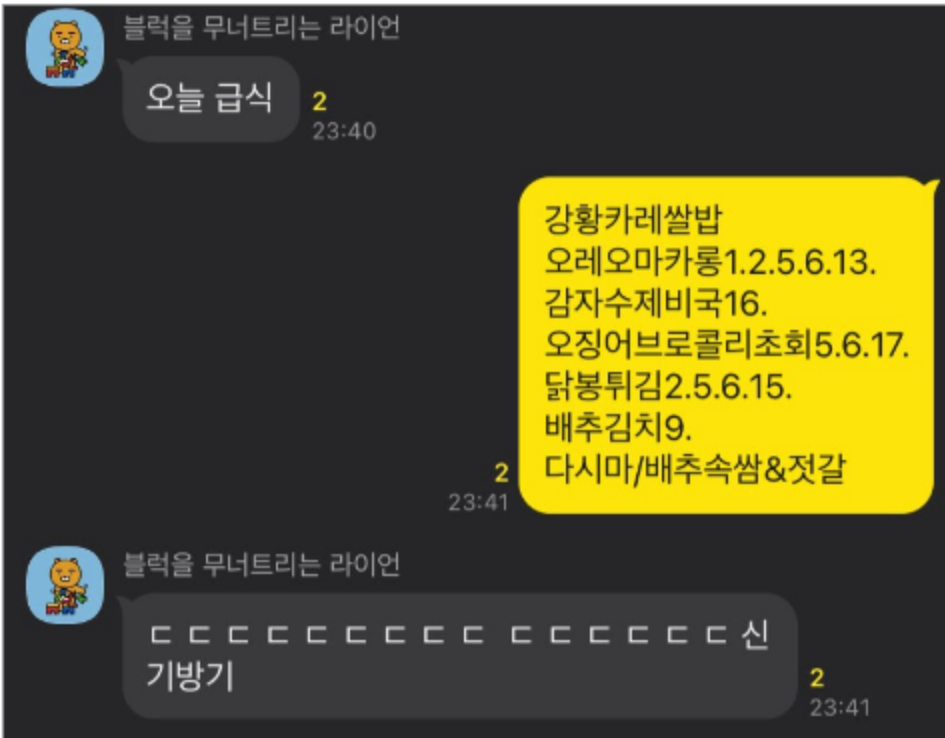 블럭을 무너트리는 라이언
오늘 급식
2
23:40
강황카레쌀밥
오레오마카롱1.2.5.6.13.
감자수제비국16.
오징어브로콜리초회5.6.17.
닭봉튀김2.5.6.15.
배추김치9.
다시마/배추속쌈&젓갈
2
23:41
블럭을 무너트리는 라이언
ㄷㄷㄷㄷㄷㄷㄷㄷㄷ ㄷㄷㄷㄷㄷㄷ신
기방기
2
23:41